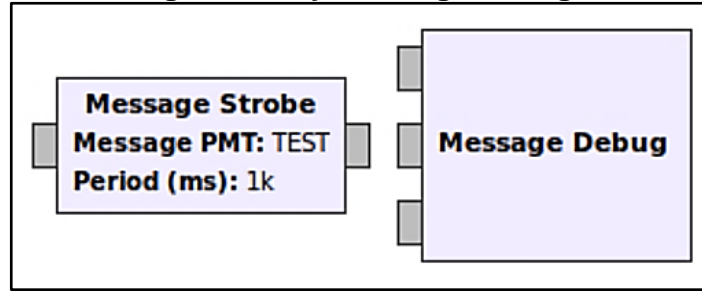 Message Strobe
Message PMT: TEST
Period (ms): 1k
Message Debug